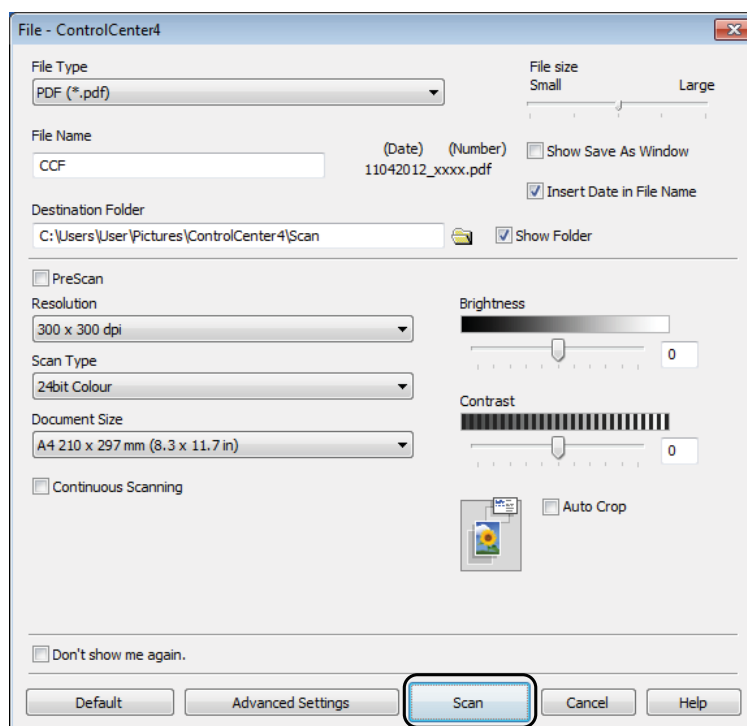 File - ControlCenter4
File Type
PDF (*.pdf)
File size
Small Large
File Name
CCF
(Date) (Number)
11042012_xxxx.pdf
Show Save As Window
Insert Date in File Name
Destination Folder
C:\Users\User\Pictures\ControlCenter4\Scan
Show Folder
PreScan
Resolution
300 x 300 dpi
Scan Type
24bit Colour
Document Size
A4 210 x 297 mm (8.3 x 11.7 in)
Continuous Scanning
Brightness
0
Contrast
0
Auto Crop
Don't show me again.
Default Advanced Settings Scan Cancel Help